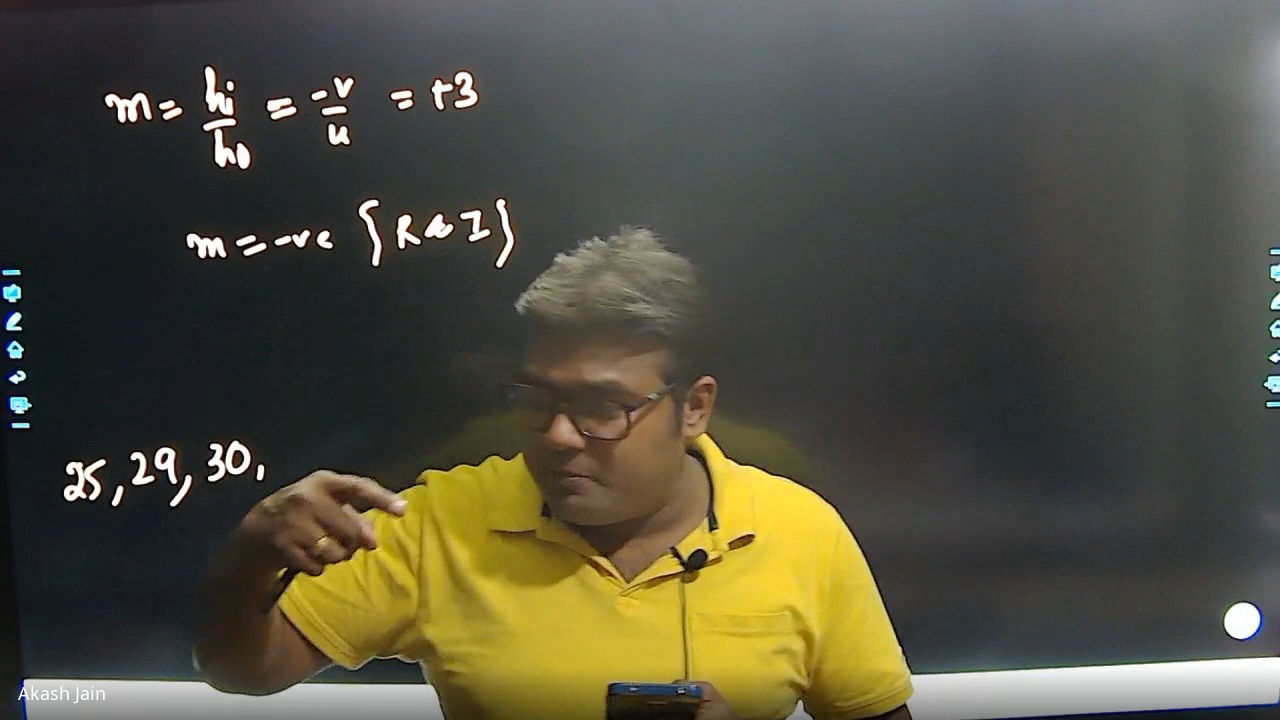 m = hi/ho = -v/u = +3
m = -ve {R & I}
25, 29, 30,
Akash Jain